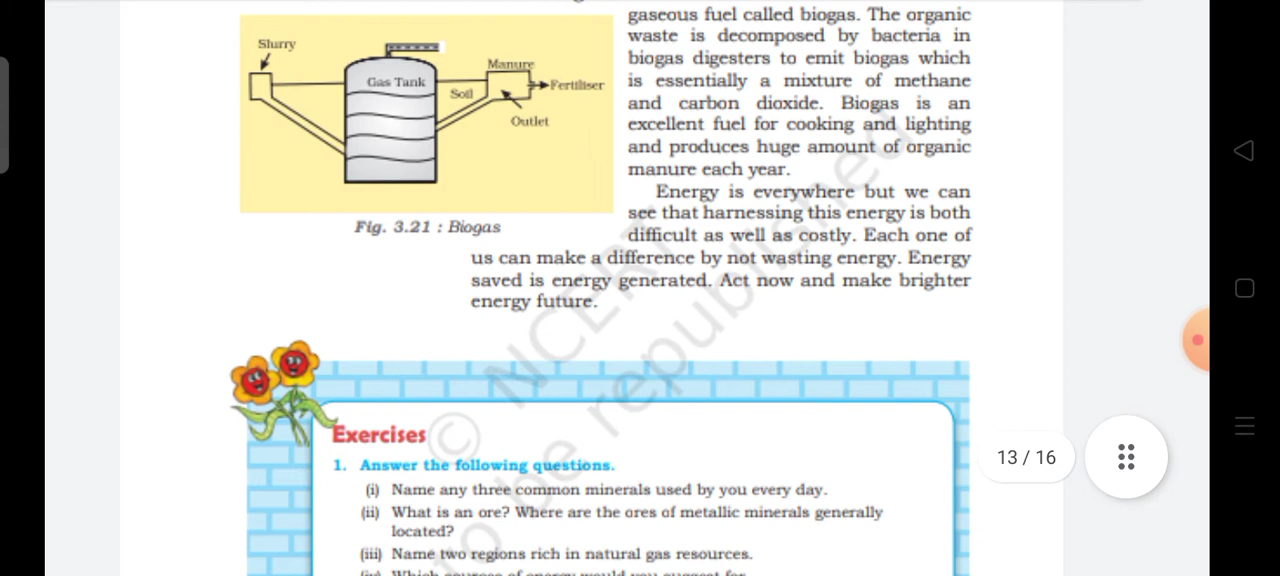 gaseous fuel called biogas. The organic
waste is decomposed by bacteria in
biogas digesters to emit biogas which
is essentially a mixture of methane
and carbon dioxide. Biogas is an
excellent fuel for cooking and lighting
and produces huge amount of organic
manure each year.
Slurry
Gas Tank
Manure
Soil
Fertiliser
Outlet
Fig. 3.21 : Biogas
Energy is everywhere but we can
see that harnessing this energy is both
difficult as well as costly. Each one of
us can make a difference by not wasting energy. Energy
saved is energy generated. Act now and make brighter
energy future.
© NCERT
to be republished
Exercises
1. Answer the following questions.
(i) Name any three common minerals used by you every day.
(ii) What is an ore? Where are the ores of metallic minerals generally
located?
(iii) Name two regions rich in natural gas resources.
(iv) Which sources of energy would you suggest for
13 / 16